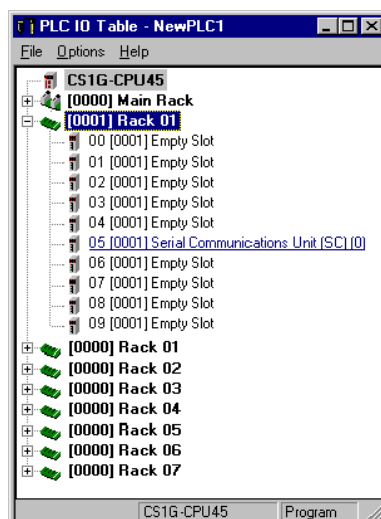 PLC IO Table - NewPLC1
File Options Help
CS1G-CPU45
[0000] Main Rack
[0001] Rack 01
00 [0001] Empty Slot
01 [0001] Empty Slot
02 [0001] Empty Slot
03 [0001] Empty Slot
04 [0001] Empty Slot
05 [0001] Serial Communications Unit (SC) (0)
06 [0001] Empty Slot
07 [0001] Empty Slot
08 [0001] Empty Slot
09 [0001] Empty Slot
[0000] Rack 01
[0000] Rack 02
[0000] Rack 03
[0000] Rack 04
[0000] Rack 05
[0000] Rack 06
[0000] Rack 07
CS1G-CPU45 Program